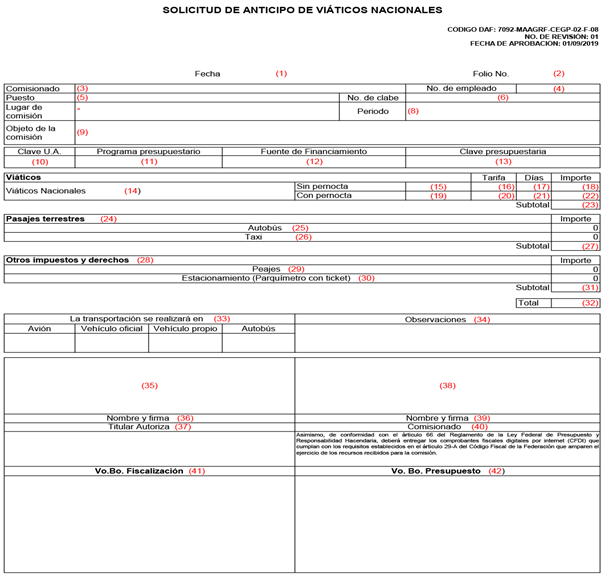 SOLICITUD DE ANTICIPO DE VIÁTICOS NACIONALES
CODIGO DAF: 7092-MAAGRF-CEGP-02-F-08
NO. DE REVISIÓN: 01
FECHA DE APROBACION: 01/09/2019
Fecha (1) Folio No. (2)
Comisionado (3) No. de empleado (4)
Puesto (5) No. de clabe (6)
Lugar de comisión - Periodo (8)
Objeto de la comisión (9)
Clave U.A. Programa presupuestario Fuente de Financiamiento Clave presupuestaria
(10) (11) (12) (13)
Viáticos Tarifa Días Importe
Viáticos Nacionales (14) Sin pernocta (15) (16) (17) (18)
Con pernocta (19) (20) (21) (22)
Subtotal (23)
Pasajes terrestres (24) Importe
Autobús (25) 0
Taxi (26) 0
Subtotal (27)
Otros impuestos y derechos (28) Importe
Peajes (29) 0
Estacionamiento (Parquímetro con ticket) (30) 0
Subtotal (31)
Total (32)
La transportación se realizará en (33) Observaciones (34)
Avión Vehículo oficial Vehículo propio Autobús
(35) (38)
Nombre y firma (36) Nombre y firma (39)
Titular Autoriza (37) Comisionado (40)
Asimismo, de conformidad con el artículo 66 del Reglamento de la Ley Federal de Presupuesto y
Responsabilidad Hacendaria, deberá entregar los comprobantes fiscales digitales por internet (CFDI) que
cumplan con los requisitos establecidos en el artículo 29-A del Código Fiscal de la Federación que amparen el
ejercicio de los recursos recibidos para la comisión.
Vo.Bo. Fiscalización (41) Vo. Bo. Presupuesto (42)